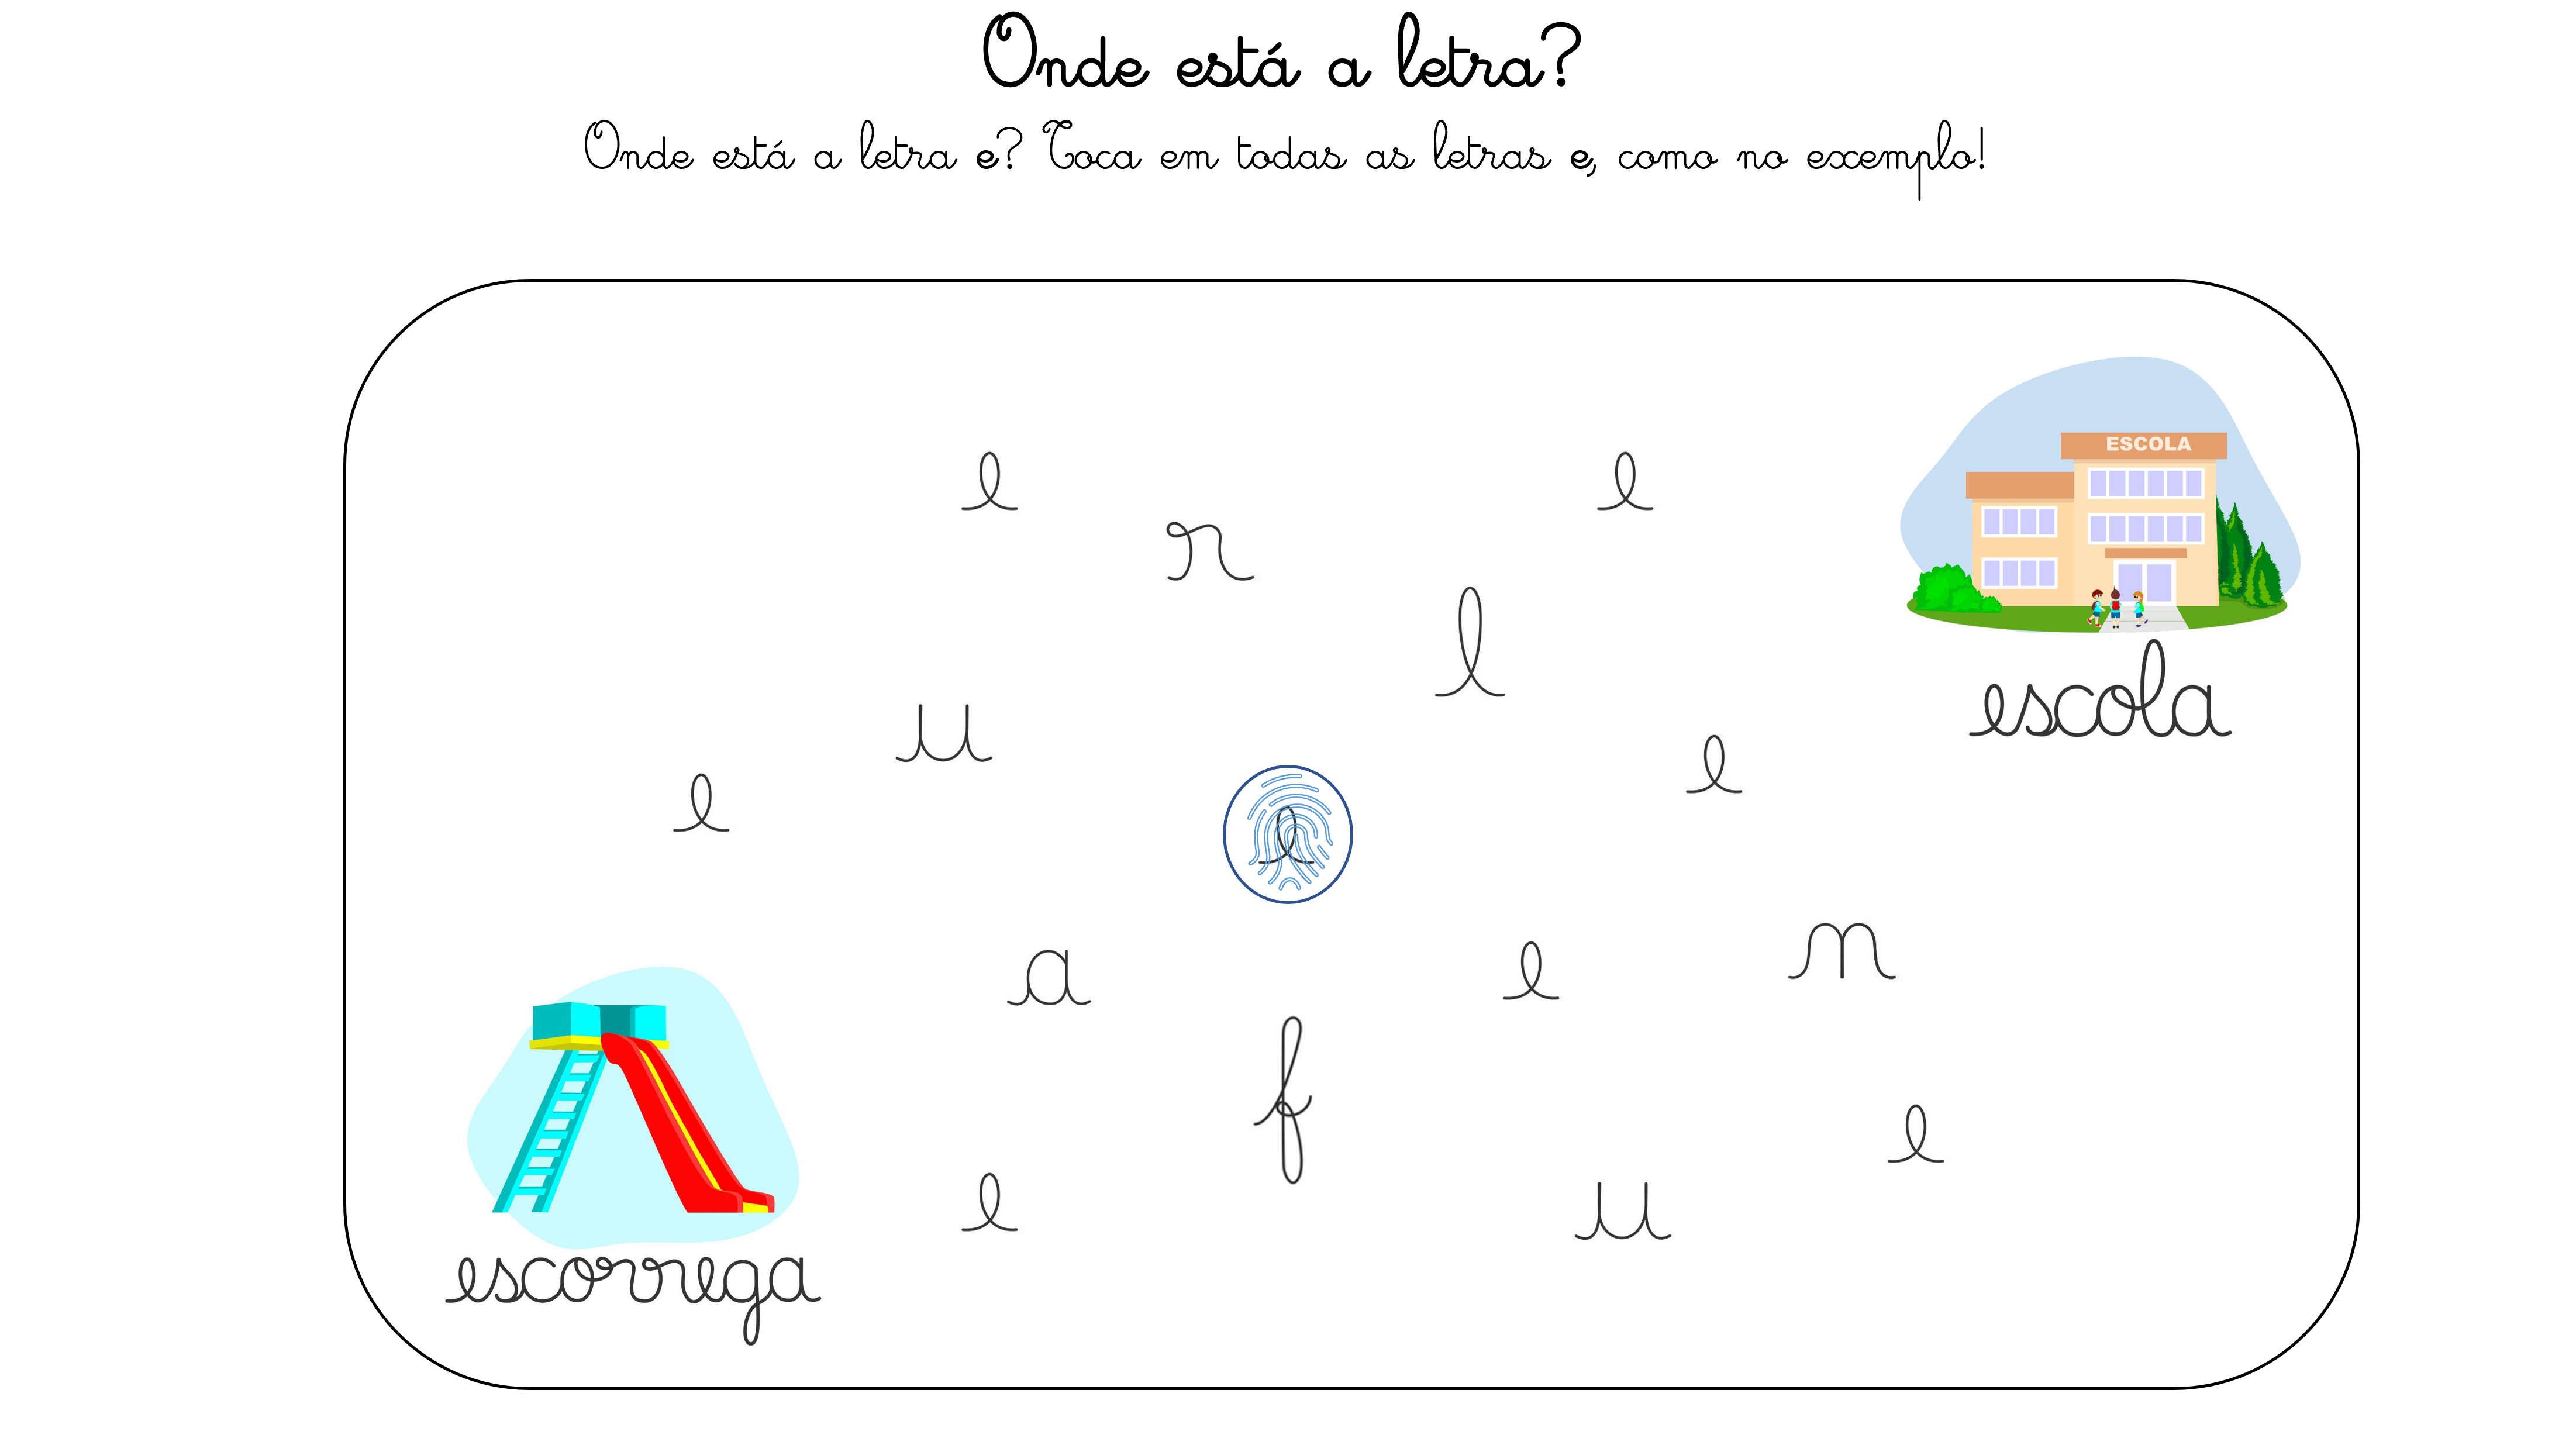 Onde está a letra?
Onde está a letra e? Toca em todas as letras e, como no exemplo!
ESCOLA
e
e
r
l
escola
u
e
e
e
a
e
n
f
e
e
u
escorrega